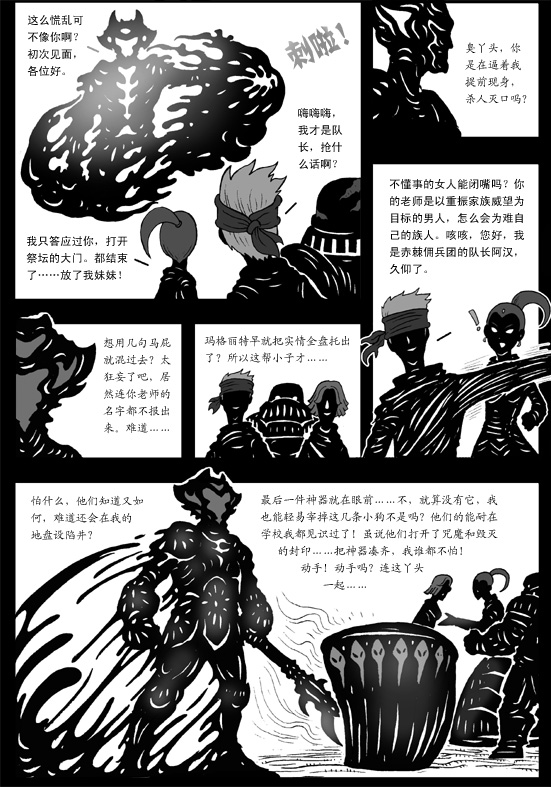 这么慌乱可
不像你啊？
初次见面，
各位好。
刺啦！
嗨嗨嗨，
我才是队
长，抢什
么话啊？
我只答应过你，打开
祭坛的大门。都结束
了……放了我妹妹！
臭丫头，你
是在逼着我
提前现身，
杀人灭口吗？
不懂事的女人能闭嘴吗？你
的老师是以重振家族威望为
目标的男人，怎么会为难自
己的族人。咳咳，您好，我
是赤棘佣兵团的队长阿汉，
久仰了。
！
想用几句马屁
就混过去？太
狂妄了吧，居
然连你老师的
名字都不报出
来。难道……
玛格丽特早就把实情全盘托出
了？所以这帮小子才……
怕什么，他们知道又如
何，难道还会在我的
地盘设陷井？
最后一件神器就在眼前……不，就算没有它，我
也能轻易宰掉这几条小狗不是吗？他们的能耐在
学校我都见识过了！虽说他们打开了咒魔和毁灭
的封印……把神器凑齐，我谁都不怕！
动手！动手吗？连这丫头
一起……